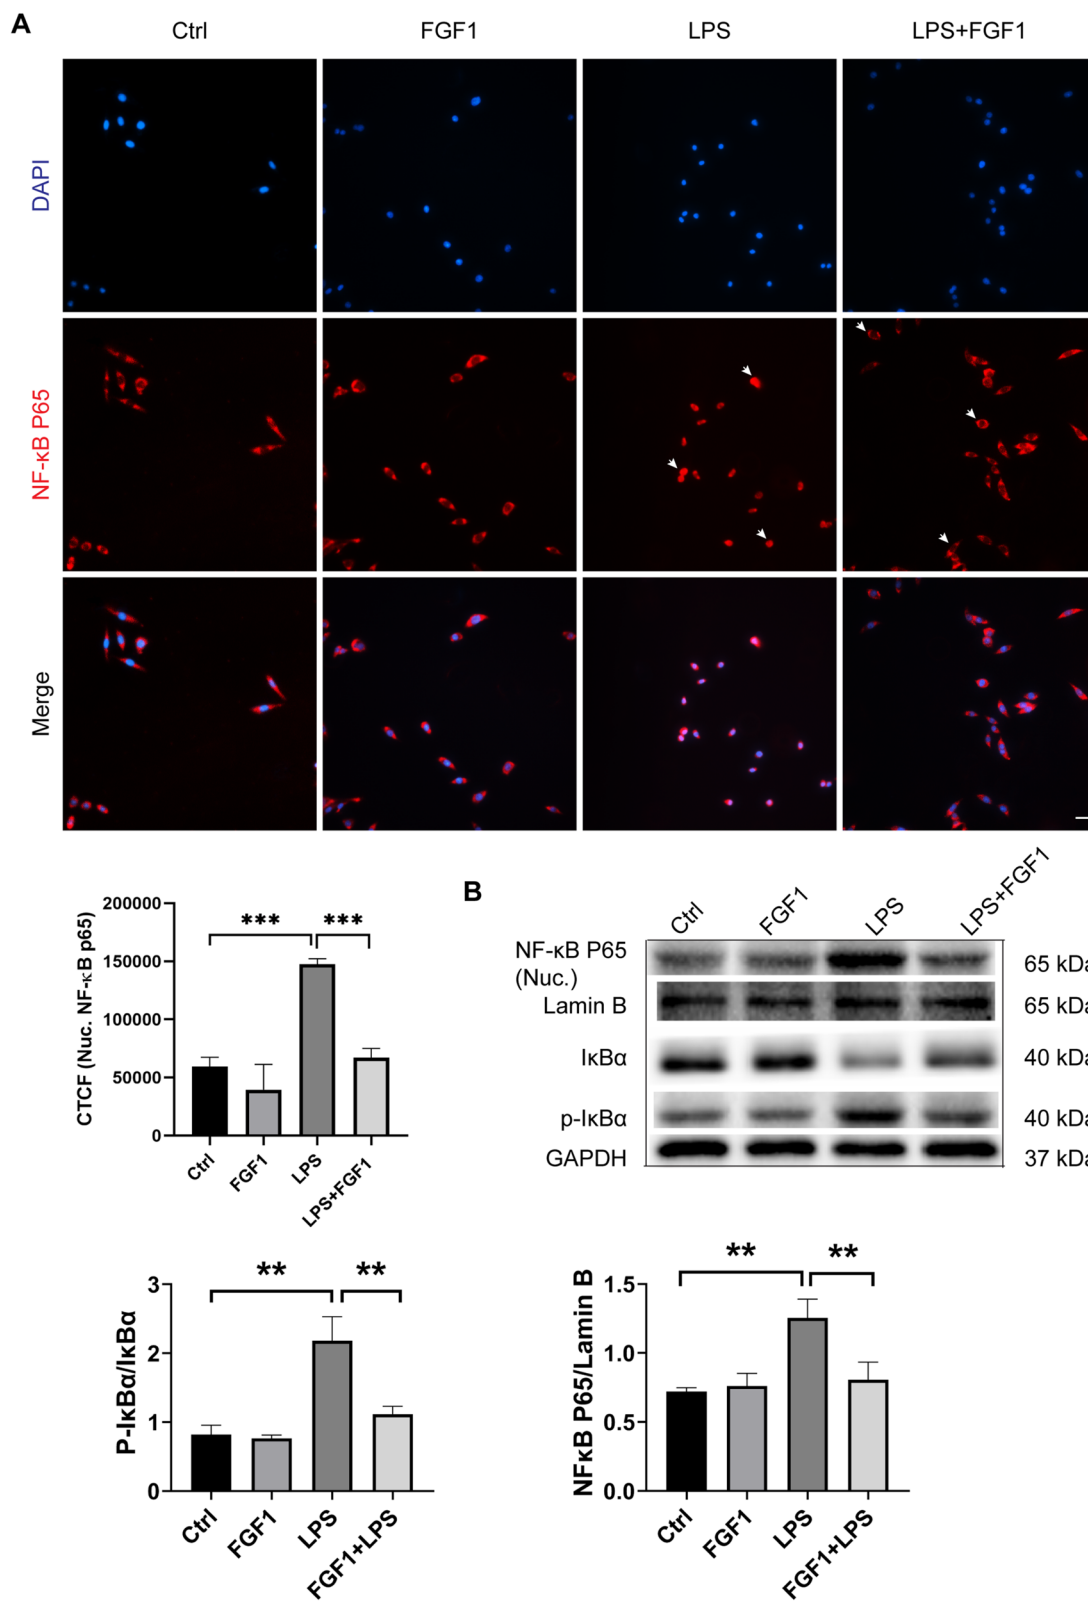 A
Ctrl FGF1 LPS LPS+FGF1
DAPI
NF-κB P65
Merge
CTCF (Nuc. NF-κB p65)
200000
150000
100000
50000
0
*** ***
Ctrl FGF1 LPS LPS+FGF1
B
Ctrl FGF1 LPS LPS+FGF1
NF-κB P65 65 kDa
(Nuc.)
Lamin B 65 kDa
IκBα 40 kDa
p-IκBα 40 kDa
GAPDH 37 kDa
P-IκBα/IκBα
3
2
1
0
** **
Ctrl FGF1 LPS FGF1+LPS
NFκB P65/Lamin B
1.5
1.0
0.5
0.0
** **
Ctrl FGF1 LPS FGF1+LPS